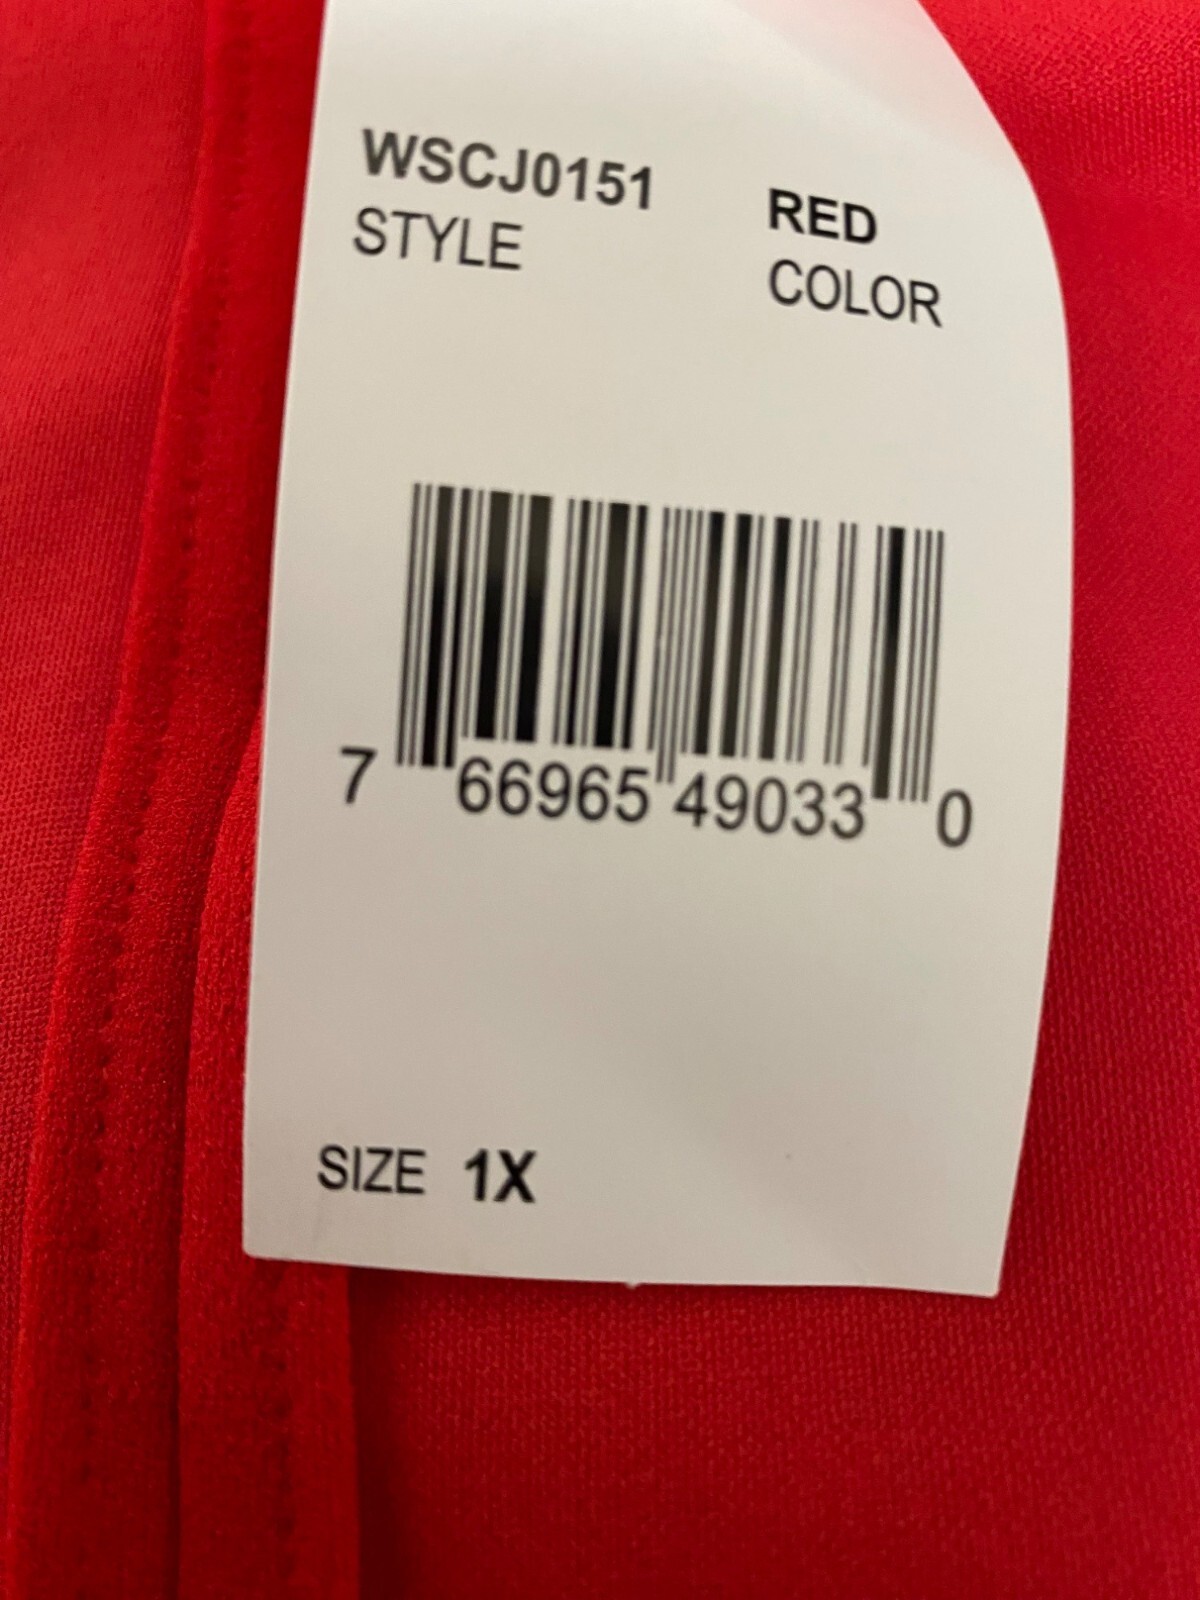 WSCJ0151
STYLE
RED
COLOR
7 66965 49033 0
SIZE 1X